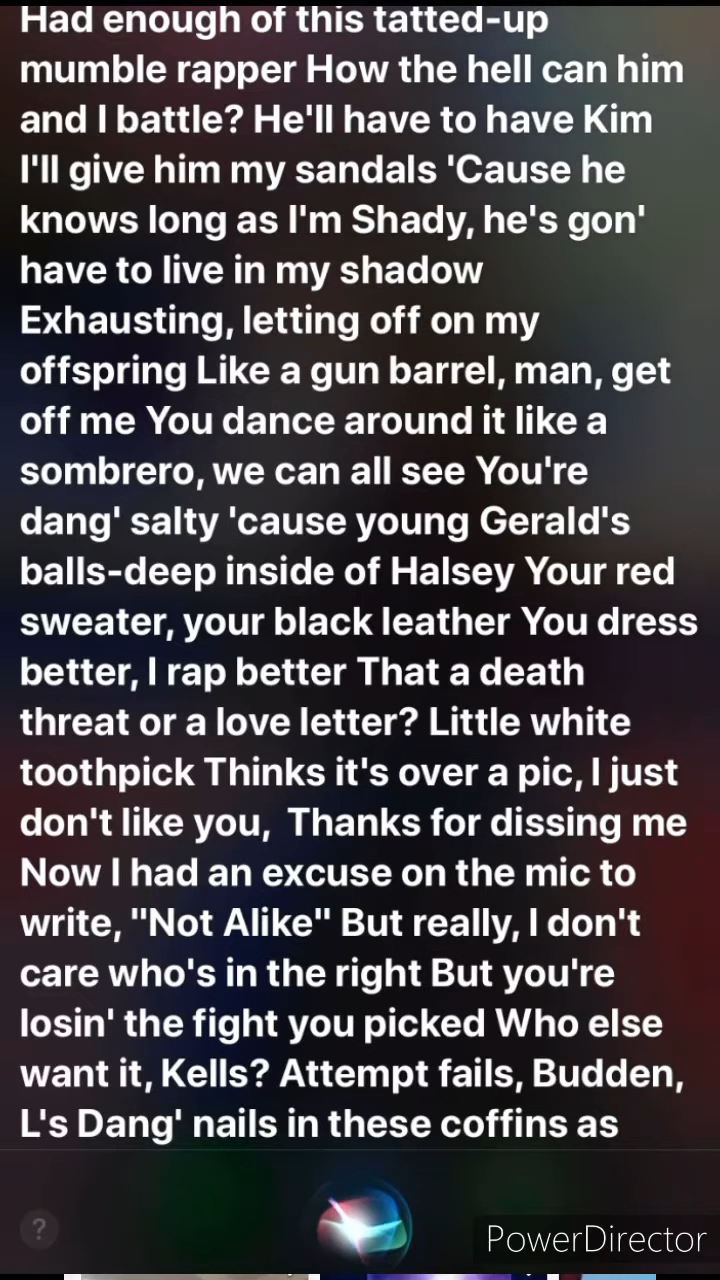 Had enough of this tatted-up
mumble rapper How the hell can him
and I battle? He'll have to have Kim
I'll give him my sandals 'Cause he
knows long as I'm Shady, he's gon'
have to live in my shadow
Exhausting, letting off on my
offspring Like a gun barrel, man, get
off me You dance around it like a
sombrero, we can all see You're
dang' salty 'cause young Gerald's
balls-deep inside of Halsey Your red
sweater, your black leather You dress
better, I rap better That a death
threat or a love letter? Little white
toothpick Thinks it's over a pic, I just
don't like you,  Thanks for dissing me
Now I had an excuse on the mic to
write, "Not Alike" But really, I don't
care who's in the right But you're
losin' the fight you picked Who else
want it, Kells? Attempt fails, Budden,
L's Dang' nails in these coffins as
?
PowerDirector